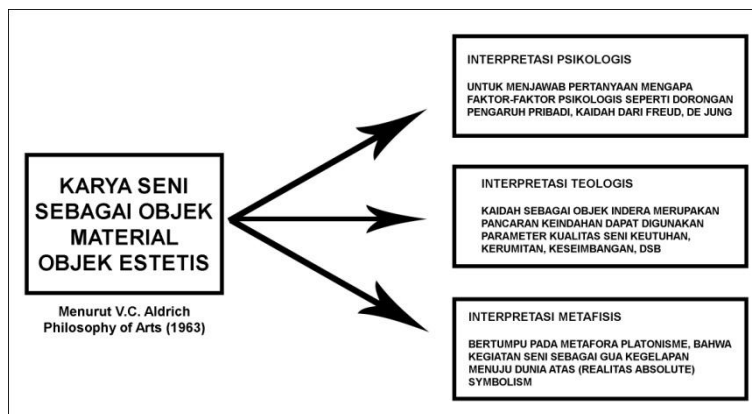 KARYA SENI
SEBAGAI OBJEK
MATERIAL
OBJEK ESTETIS
Menurut V.C. Aldrich
Philosophy of Arts (1963)
INTERPRETASI PSIKOLOGIS
UNTUK MENJAWAB PERTANYAAN MENGAPA
FAKTOR-FAKTOR PSIKOLOGIS SEPERTI DORONGAN
PENGARUH PRIBADI, KAIDAH DARI FREUD, DE JUNG
INTERPRETASI TEOLOGIS
KAIDAH SEBAGAI OBJEK INDERA MERUPAKAN
PANCARAN KEINDAHAN DAPAT DIGUNAKAN
PARAMETER KUALITAS SENI KEUTUHAN,
KERUMITAN, KESEIMBANGAN, DSB
INTERPRETASI METAFISIS
BERTUMPU PADA METAFORA PLATONISME, BAHWA
KEGIATAN SENI SEBAGAI GUA KEGELAPAN
MENUJU DUNIA ATAS (REALITAS ABSOLUTE)
SYMBOLISM